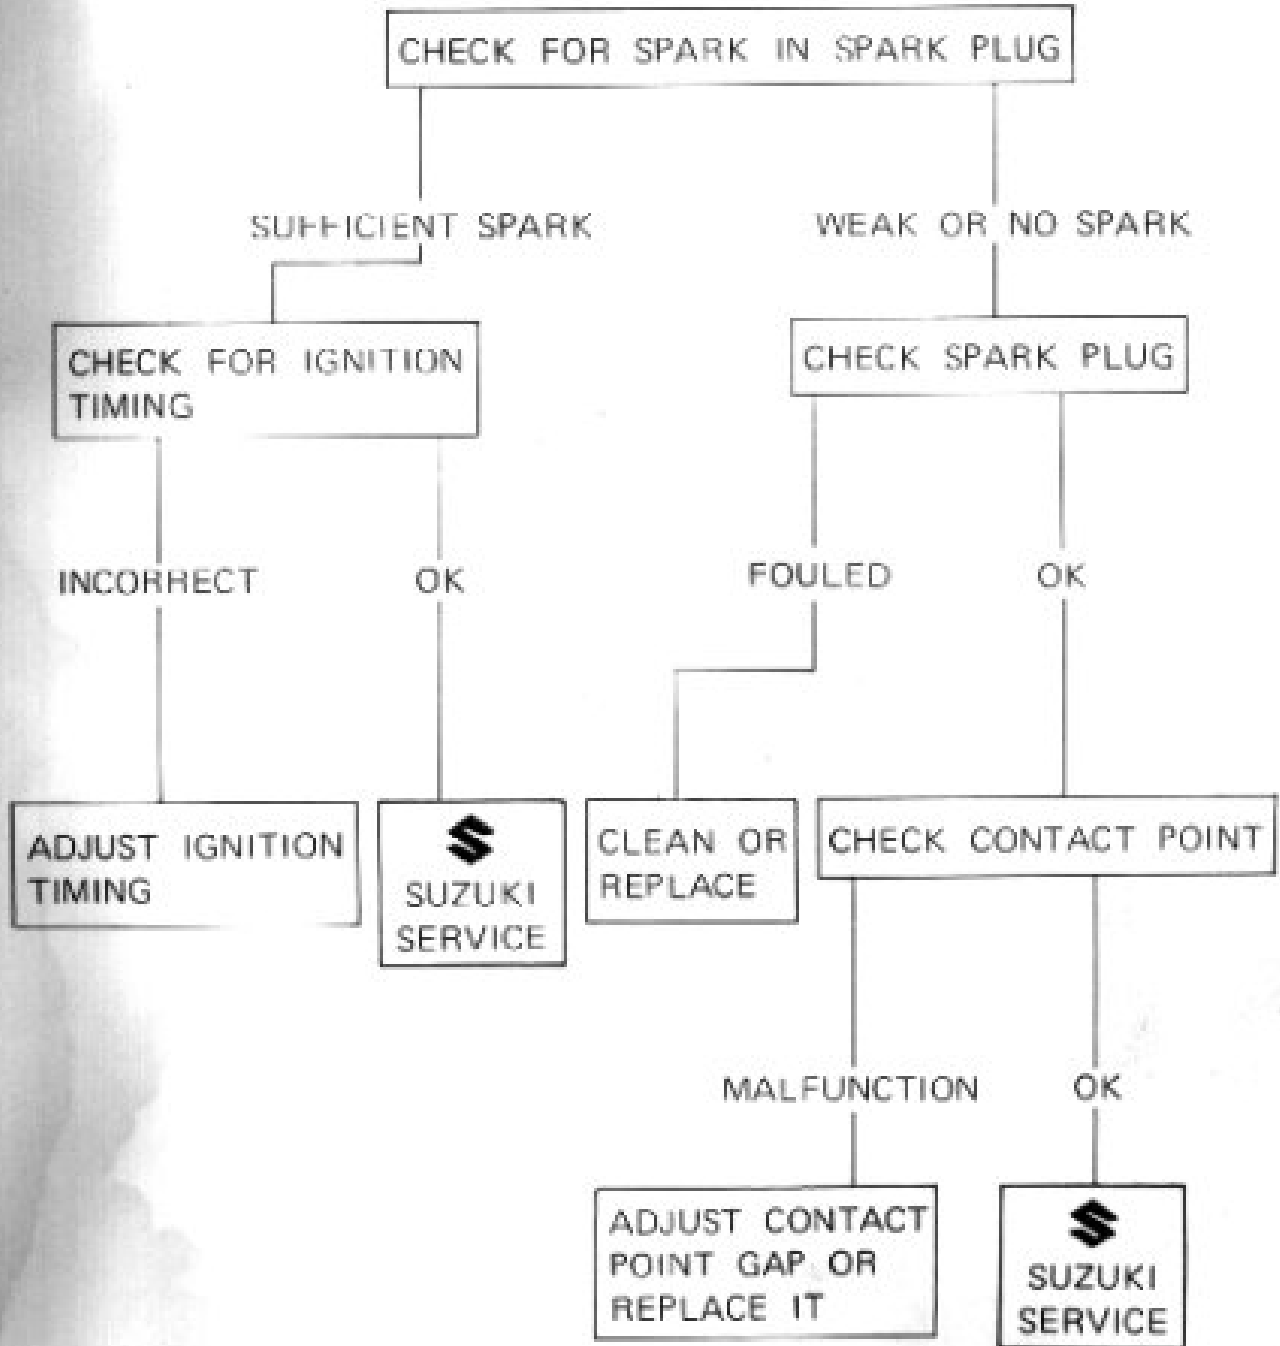 CHECK FOR SPARK IN SPARK PLUG
SUFFICIENT SPARK
WEAK OR NO SPARK
CHECK FOR IGNITION
TIMING
CHECK SPARK PLUG
INCORRECT
OK
FOULED
OK
ADJUST IGNITION
TIMING
SUZUKI
SERVICE
CLEAN OR
REPLACE
CHECK CONTACT POINT
MALFUNCTION
OK
ADJUST CONTACT
POINT GAP OR
REPLACE IT
SUZUKI
SERVICE